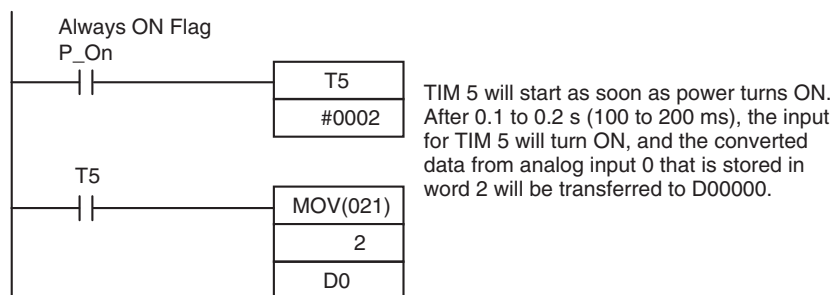 Always ON Flag
P_On
T5
#0002
TIM 5 will start as soon as power turns ON.
After 0.1 to 0.2 s (100 to 200 ms), the input
for TIM 5 will turn ON, and the converted
data from analog input 0 that is stored in
word 2 will be transferred to D00000.
T5
MOV(021)
2
D0